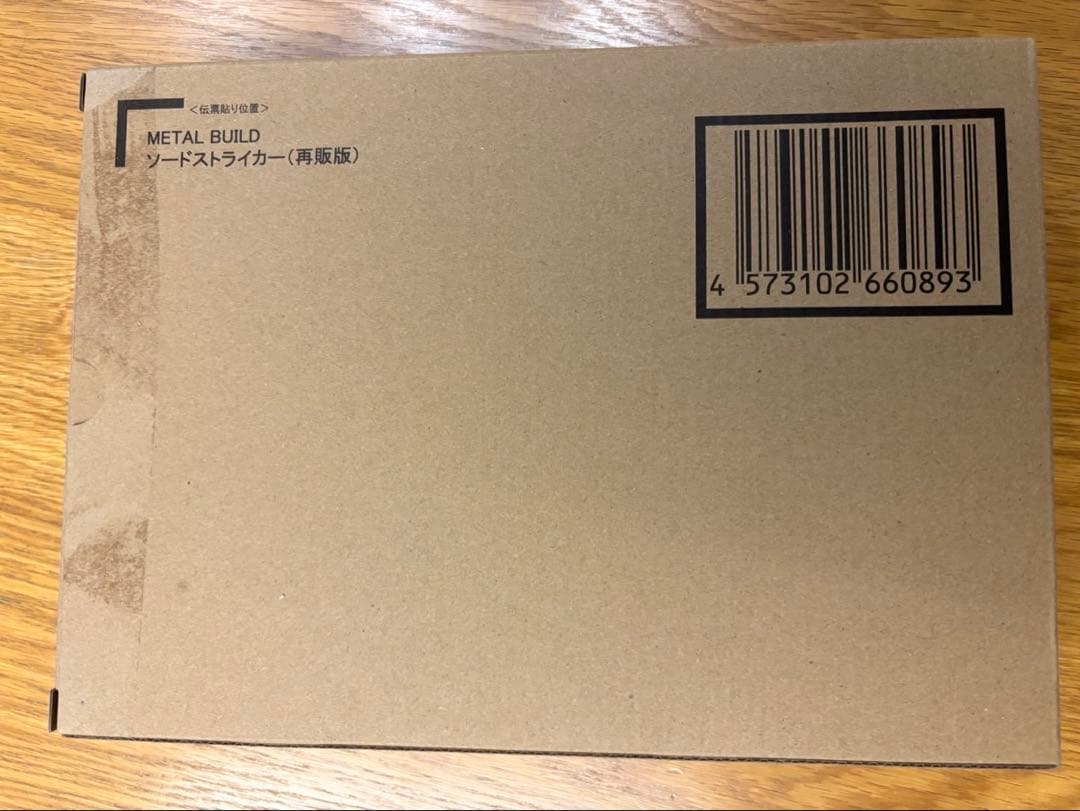 <伝票貼り位置>
METAL BUILD
ソードストライカー(再販版)
4 573102 660893